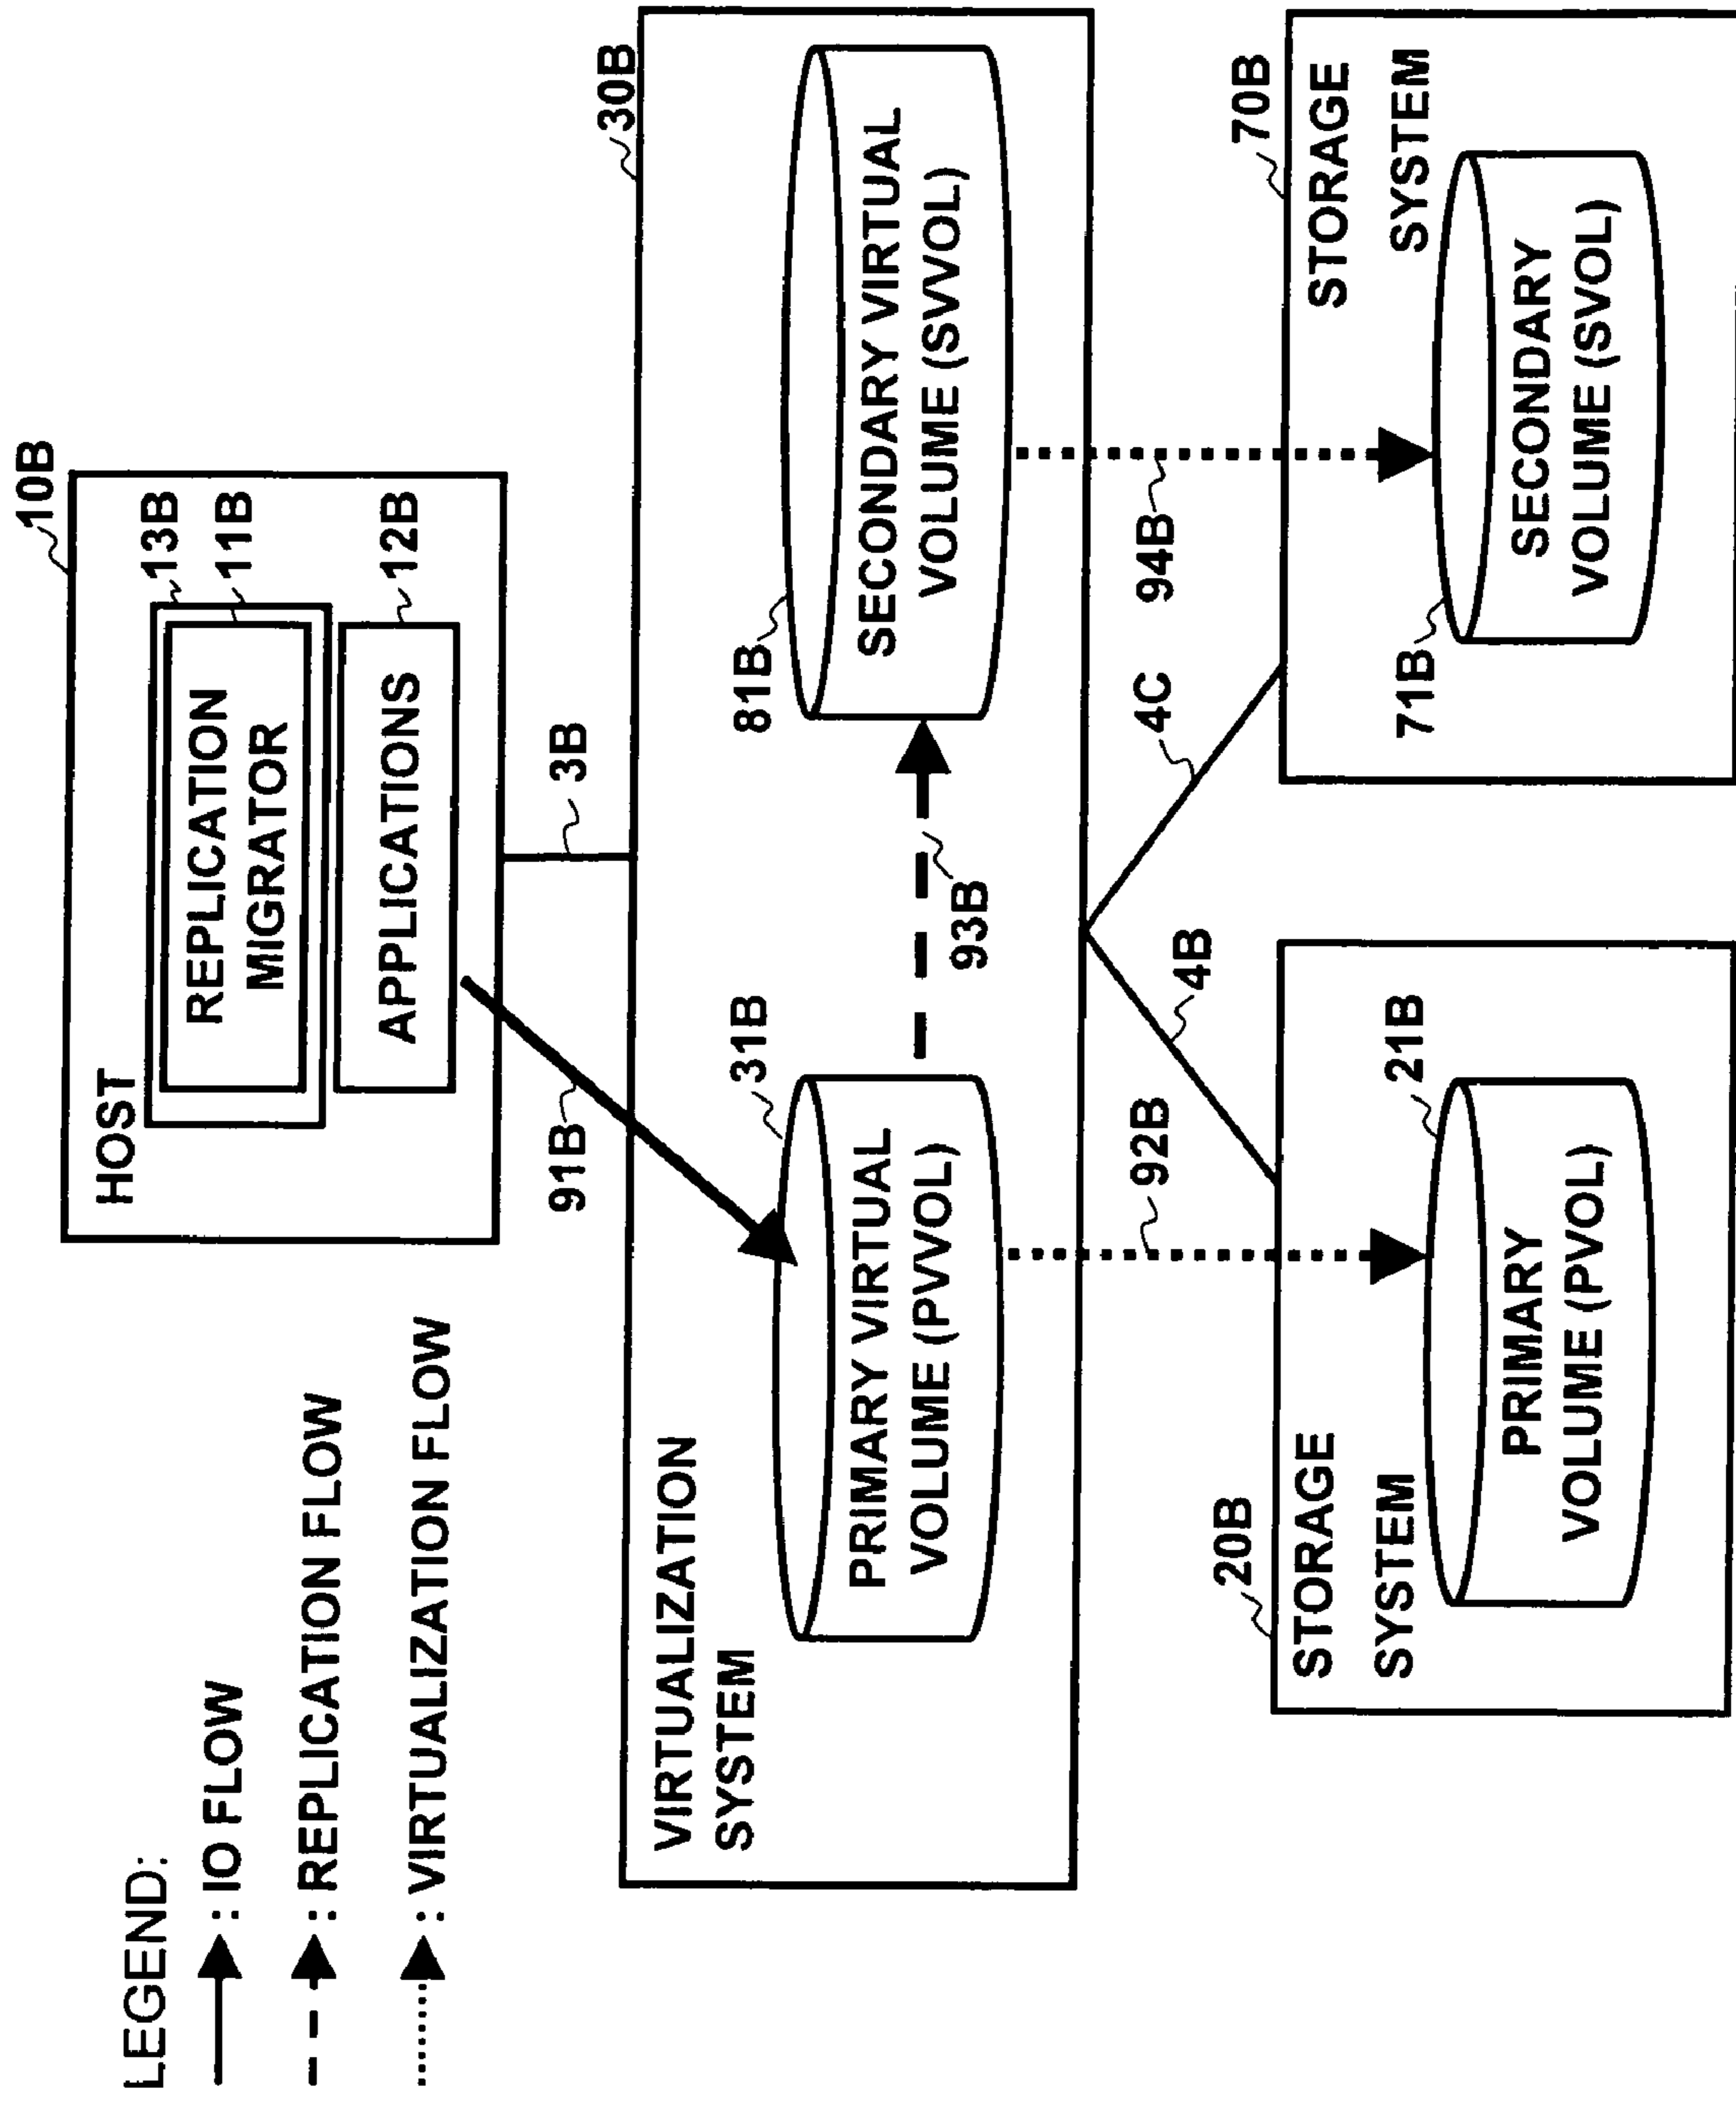 LEGEND:
: IO FLOW
: REPLICATION FLOW
: VIRTUALIZATION FLOW
10B
HOST
13B
REPLICATION
MIGRATOR
11B
APPLICATIONS
12B
91B
3B
30B
VIRTUALIZATION
SYSTEM
31B
PRIMARY VIRTUAL
VOLUME (PVVOL)
93B
81B
SECONDARY VIRTUAL
VOLUME (SVVOL)
92B
4B
4C
94B
20B
STORAGE
SYSTEM
21B
PRIMARY
VOLUME (PVOL)
70B
STORAGE
SYSTEM
71B
SECONDARY
VOLUME (SVOL)